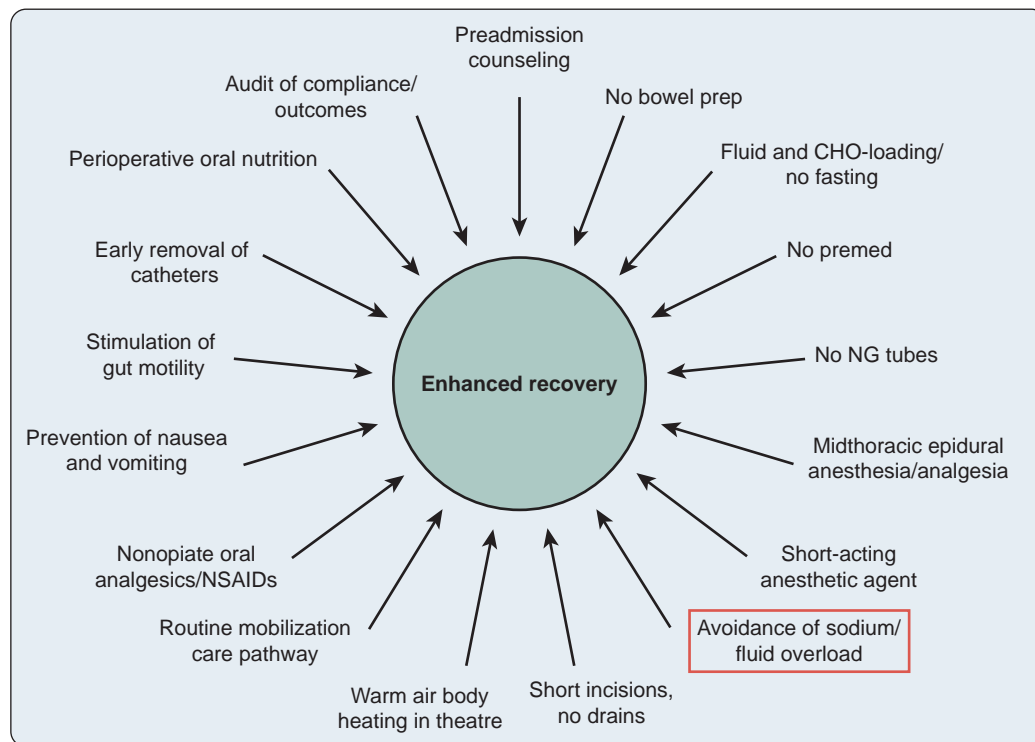 Preadmission
counseling
Audit of compliance/
outcomes
No bowel prep
Perioperative oral nutrition
Fluid and CHO-loading/
no fasting
Early removal of
catheters
No premed
Stimulation of
gut motility
Enhanced recovery
No NG tubes
Prevention of nausea
and vomiting
Midthoracic epidural
anesthesia/analgesia
Nonopiate oral
analgesics/NSAIDs
Short-acting
anesthetic agent
Routine mobilization
care pathway
Avoidance of sodium/
fluid overload
Warm air body
heating in theatre
Short incisions,
no drains